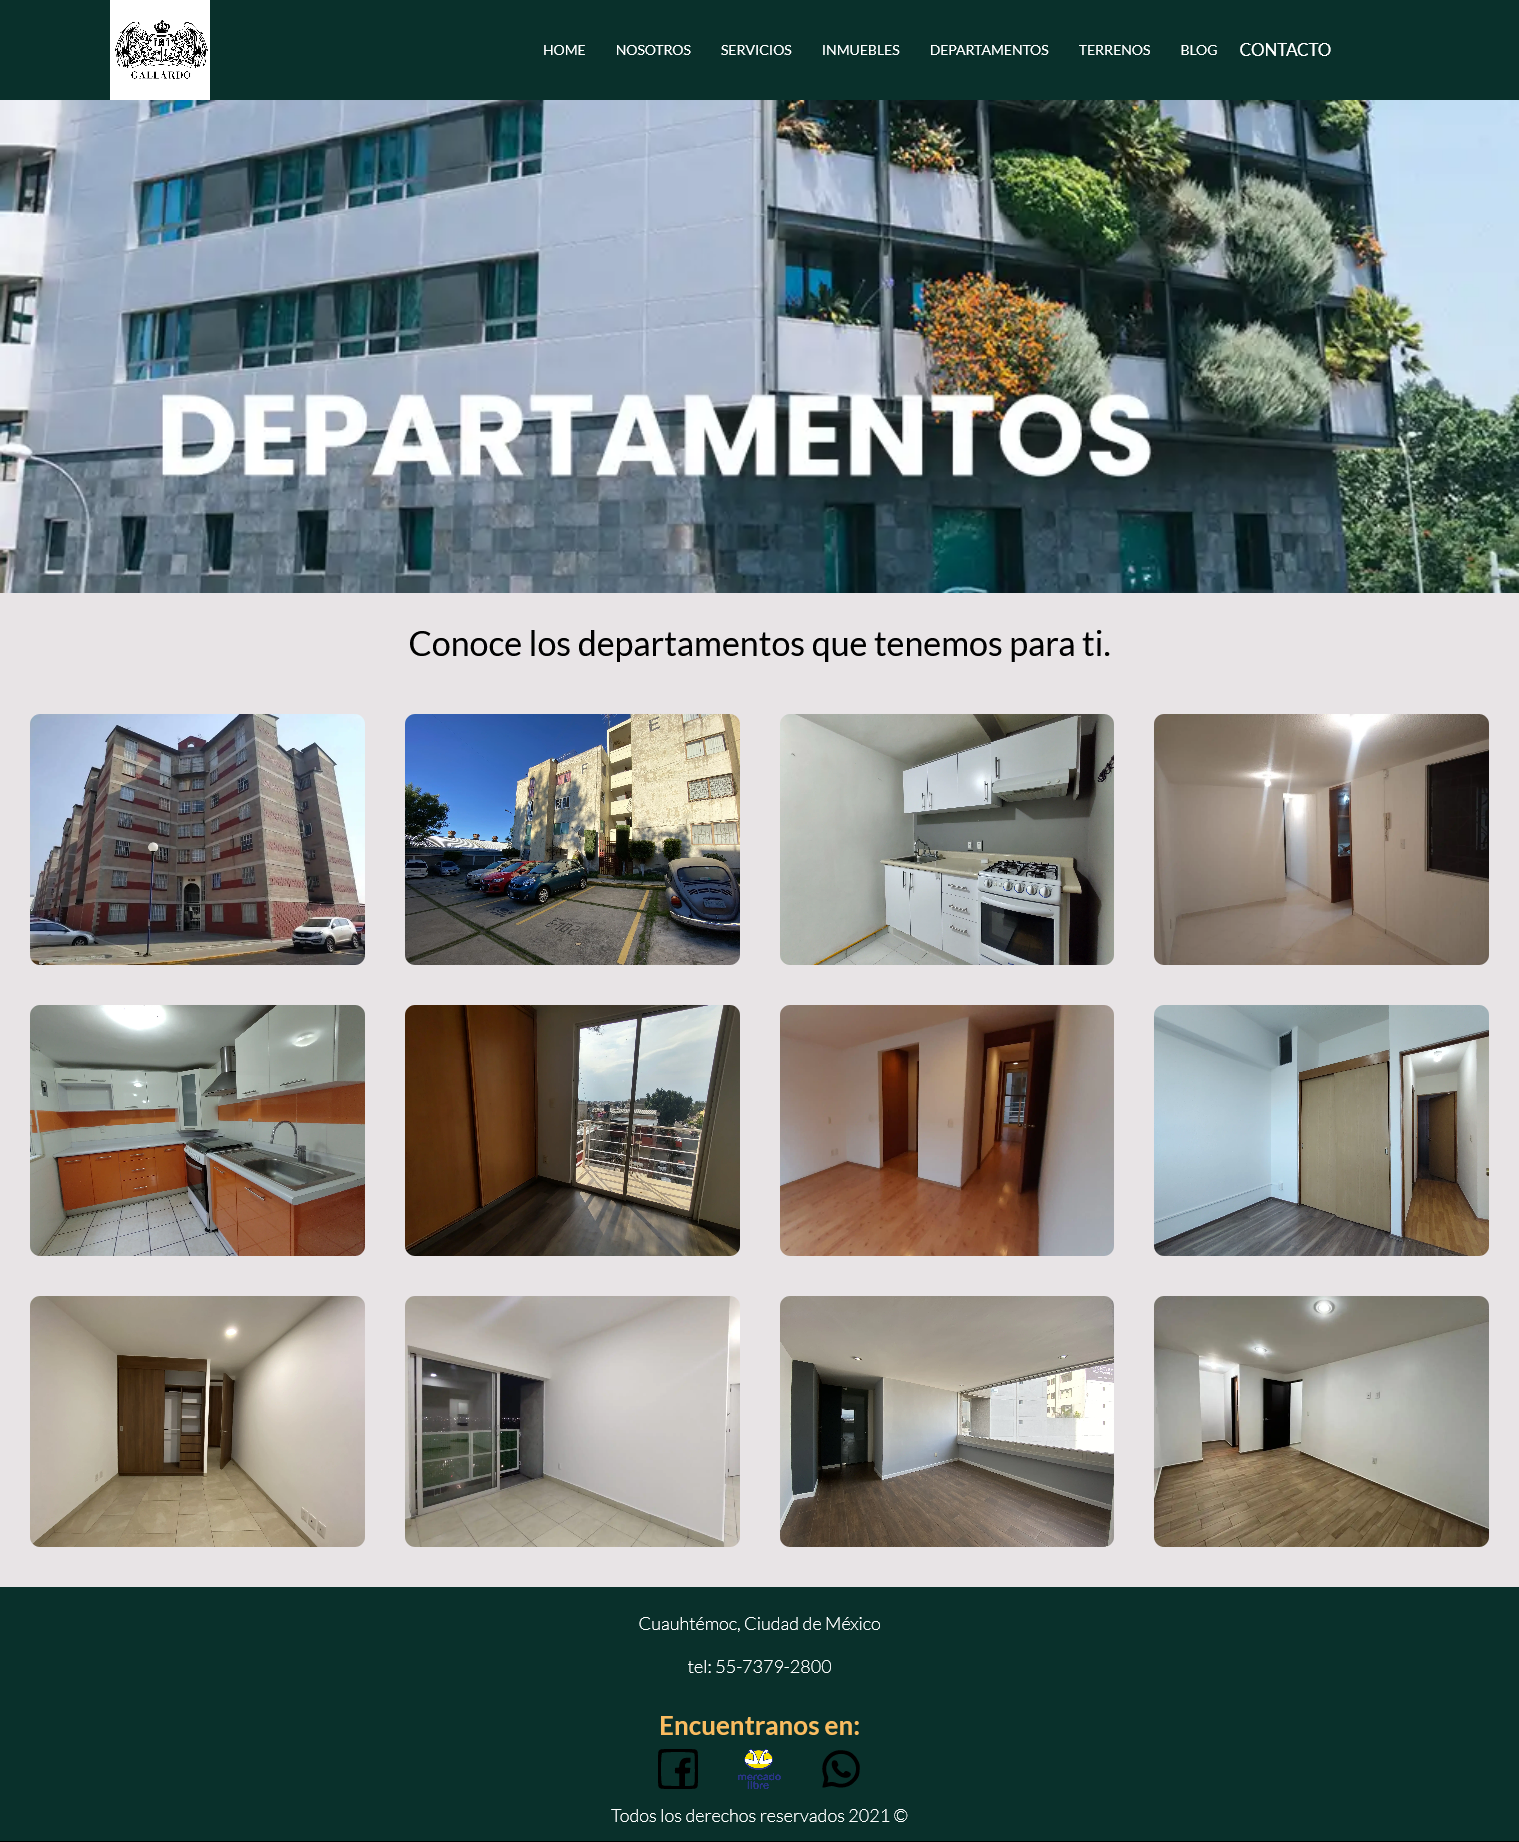 GALLARDO
HOME NOSOTROS SERVICIOS INMUEBLES DEPARTAMENTOS TERRENOS BLOG CONTACTO
DEPARTAMENTOS
Conoce los departamentos que tenemos para ti.
E
Cuauhtémoc, Ciudad de México
tel: 55-7379-2800
Encuentranos en:
mercado
libre
Todos los derechos reservados 2021 ©